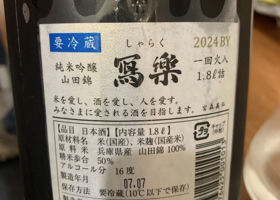 要冷蔵
しゃらく
2024BY
純米吟醸
山田錦
寫樂
一回火入
1.8ℓ詰
米を愛し、酒を愛し、人を愛す。
みなさまに愛される酒を目指します。
【品目】日本酒】【内容量 1.8ℓ】
原材料名 米(国産)、米麹(国産米)
原料米 兵庫県産 山田錦 100%
精米歩合 50%
アルコール分 16度
製造年月 07.07
保存方法 要冷蔵(10℃以下で保存)